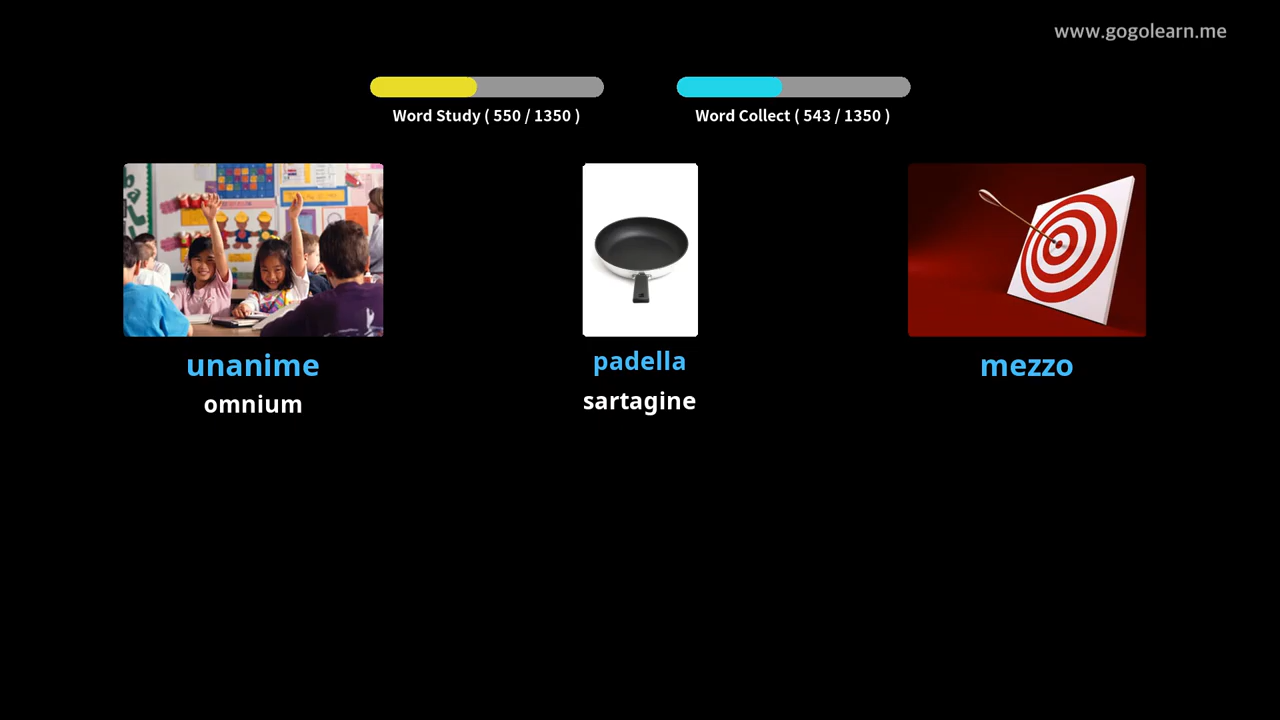 www.gogolearn.me
Word Study ( 550 / 1350 )
Word Collect ( 543 / 1350 )
unanime
omnium
padella
sartagine
mezzo